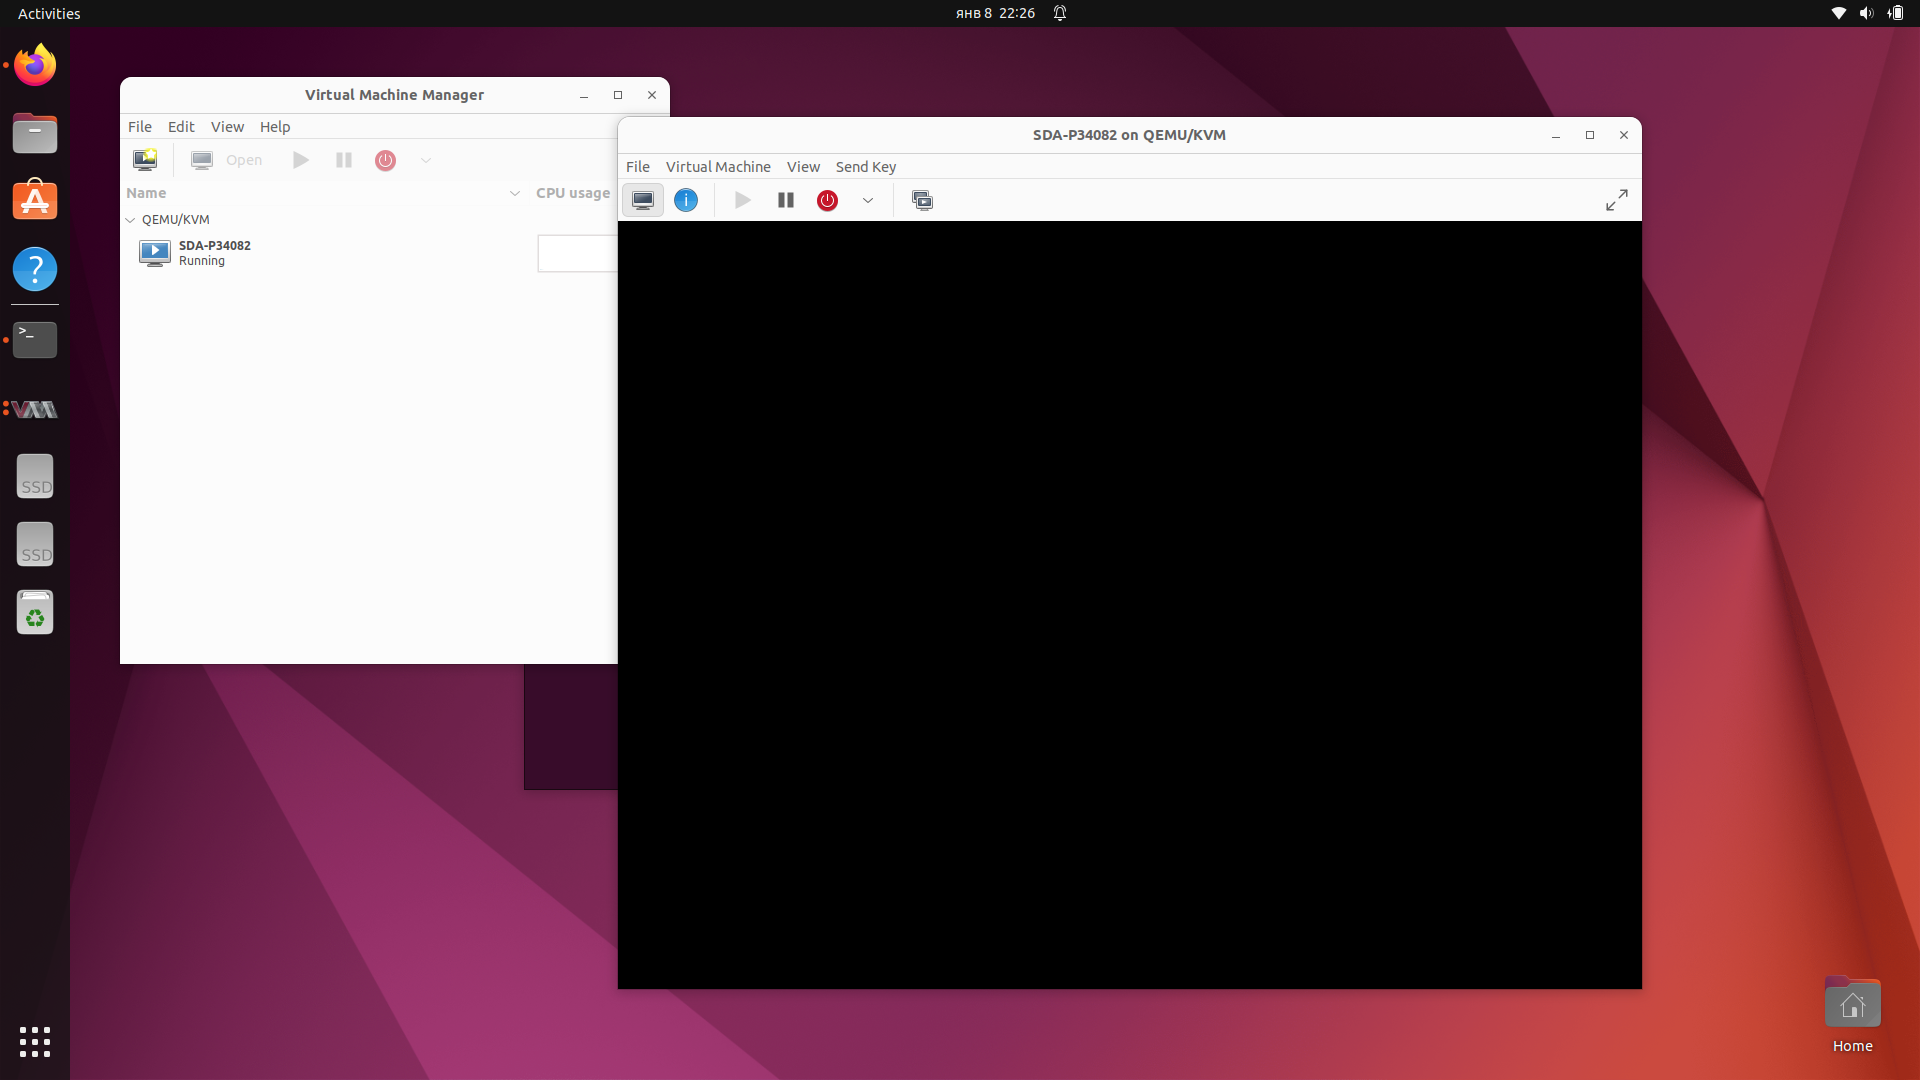 Activities
янв 8 22:26
Virtual Machine Manager
File Edit View Help
Open
Name CPU usage
QEMU/KVM
SDA-P34082
Running
SDA-P34082 on QEMU/KVM
File Virtual Machine View Send Key
>_
SSD
SSD
Home